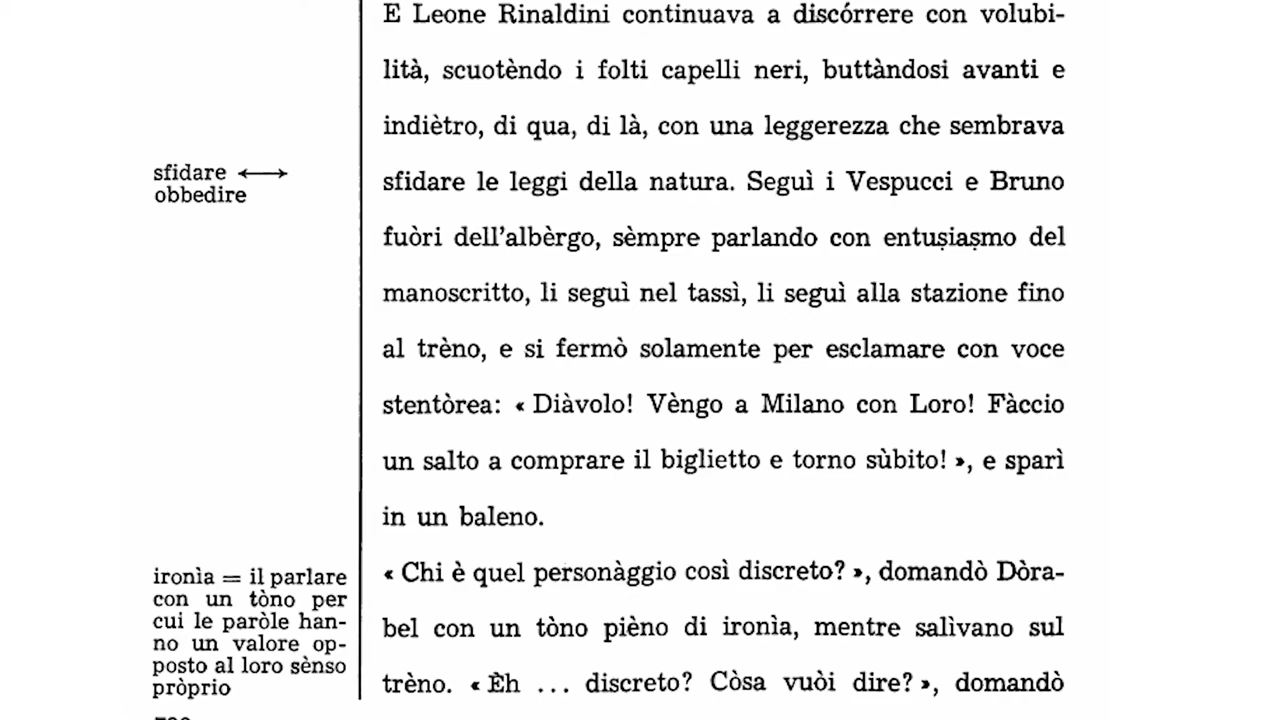 E Leone Rinaldini continuava a discórrere con volubi-
lità, scuotèndo i folti capelli neri, buttàndosi avanti e
indiètro, di qua, di là, con una leggerezza che sembrava
sfidare ⟷
obbedire
sfidare le leggi della natura. Seguì i Vespucci e Bruno
fuòri dell'albèrgo, sèmpre parlando con entuṣiaṣmo del
manoscritto, li seguì nel tassì, li seguì alla stazione fino
al trèno, e si fermò solamente per esclamare con voce
stentòrea: « Diàvolo! Vèngo a Milano con Loro! Fàccio
un salto a comprare il biglietto e torno sùbito! », e sparì
in un baleno.
ironìa = il parlare
con un tòno per
cui le paròle han-
no un valore op-
posto al loro sènso
pròprio
« Chi è quel personàggio così discreto? », domandò Dòra-
bel con un tòno pièno di ironìa, mentre salìvano sul
trèno. « Èh ... discreto? Còsa vuòi dire? », domandò